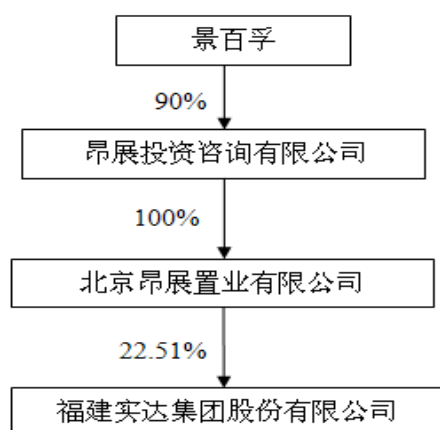 景百孚
90%
昂展投资咨询有限公司
100%
北京昂展置业有限公司
22.51%
福建实达集团股份有限公司